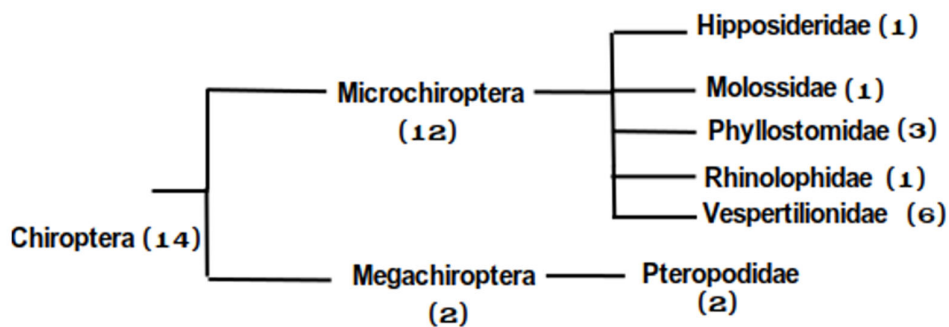 Hipposideridae (1)
Microchiroptera
(12)
Molossidae (1)
Phyllostomidae (3)
Rhinolophidae (1)
Vespertilionidae (6)
Chiroptera (14)
Megachiroptera
(2)
Pteropodidae
(2)